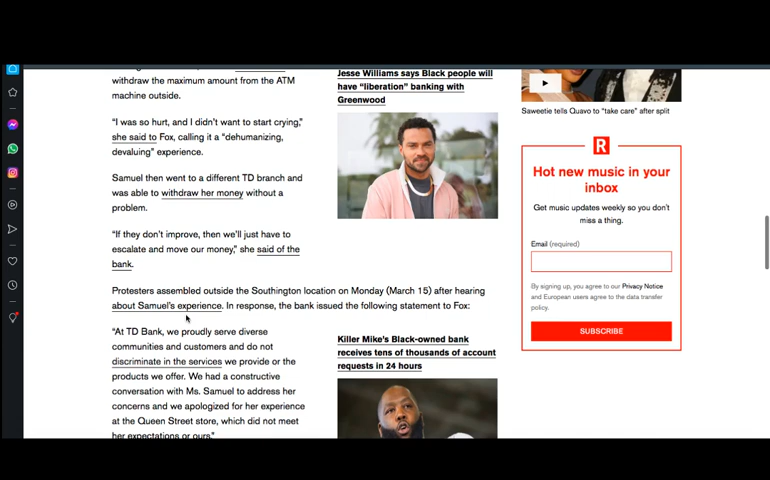 withdraw the maximum amount from the ATM
machine outside.
“I was so hurt, and I didn’t want to start crying,”
she said to Fox, calling it a “dehumanizing,
devaluing” experience.
Samuel then went to a different TD branch and
was able to withdraw her money without a
problem.
“If they don’t improve, then we’ll just have to
escalate and move our money,” she said of the
bank.
Protesters assembled outside the Southington location on Monday (March 15) after hearing
about Samuel’s experience. In response, the bank issued the following statement to Fox:
“At TD Bank, we proudly serve diverse
communities and customers and do not
discriminate in the services we provide or the
products we offer. We had a constructive
conversation with Ms. Samuel to address her
concerns and we apologized for her experience
at the Queen Street store, which did not meet
her expectations or ours.”
Jesse Williams says Black people will
have “liberation” banking with
Greenwood
Killer Mike’s Black-owned bank
receives tens of thousands of account
requests in 24 hours
Saweetie tells Quavo to “take care” after split
R
Hot new music in your
inbox
Get music updates weekly so you don’t
miss a thing.
Email (required)
By signing up, you agree to our Privacy Notice
and European users agree to the data transfer
policy.
SUBSCRIBE